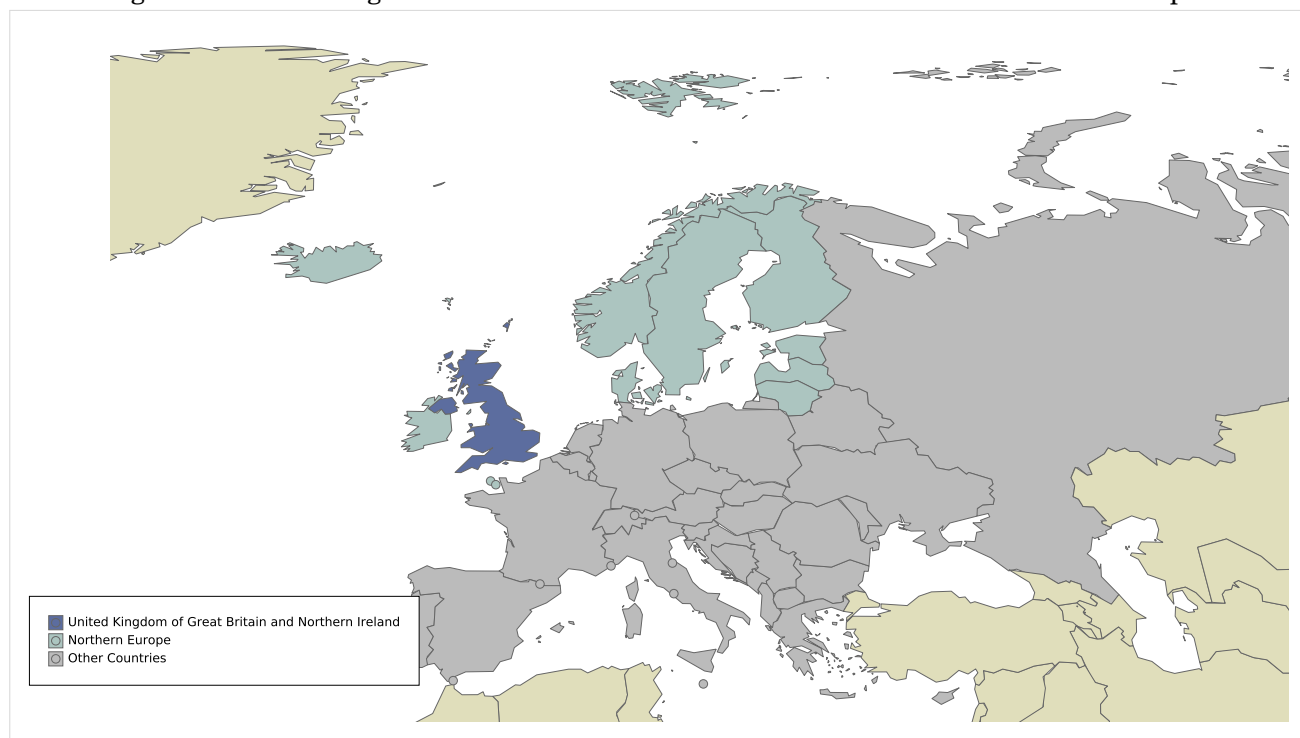 United Kingdom of Great Britain and Northern Ireland
Northern Europe
Other Countries